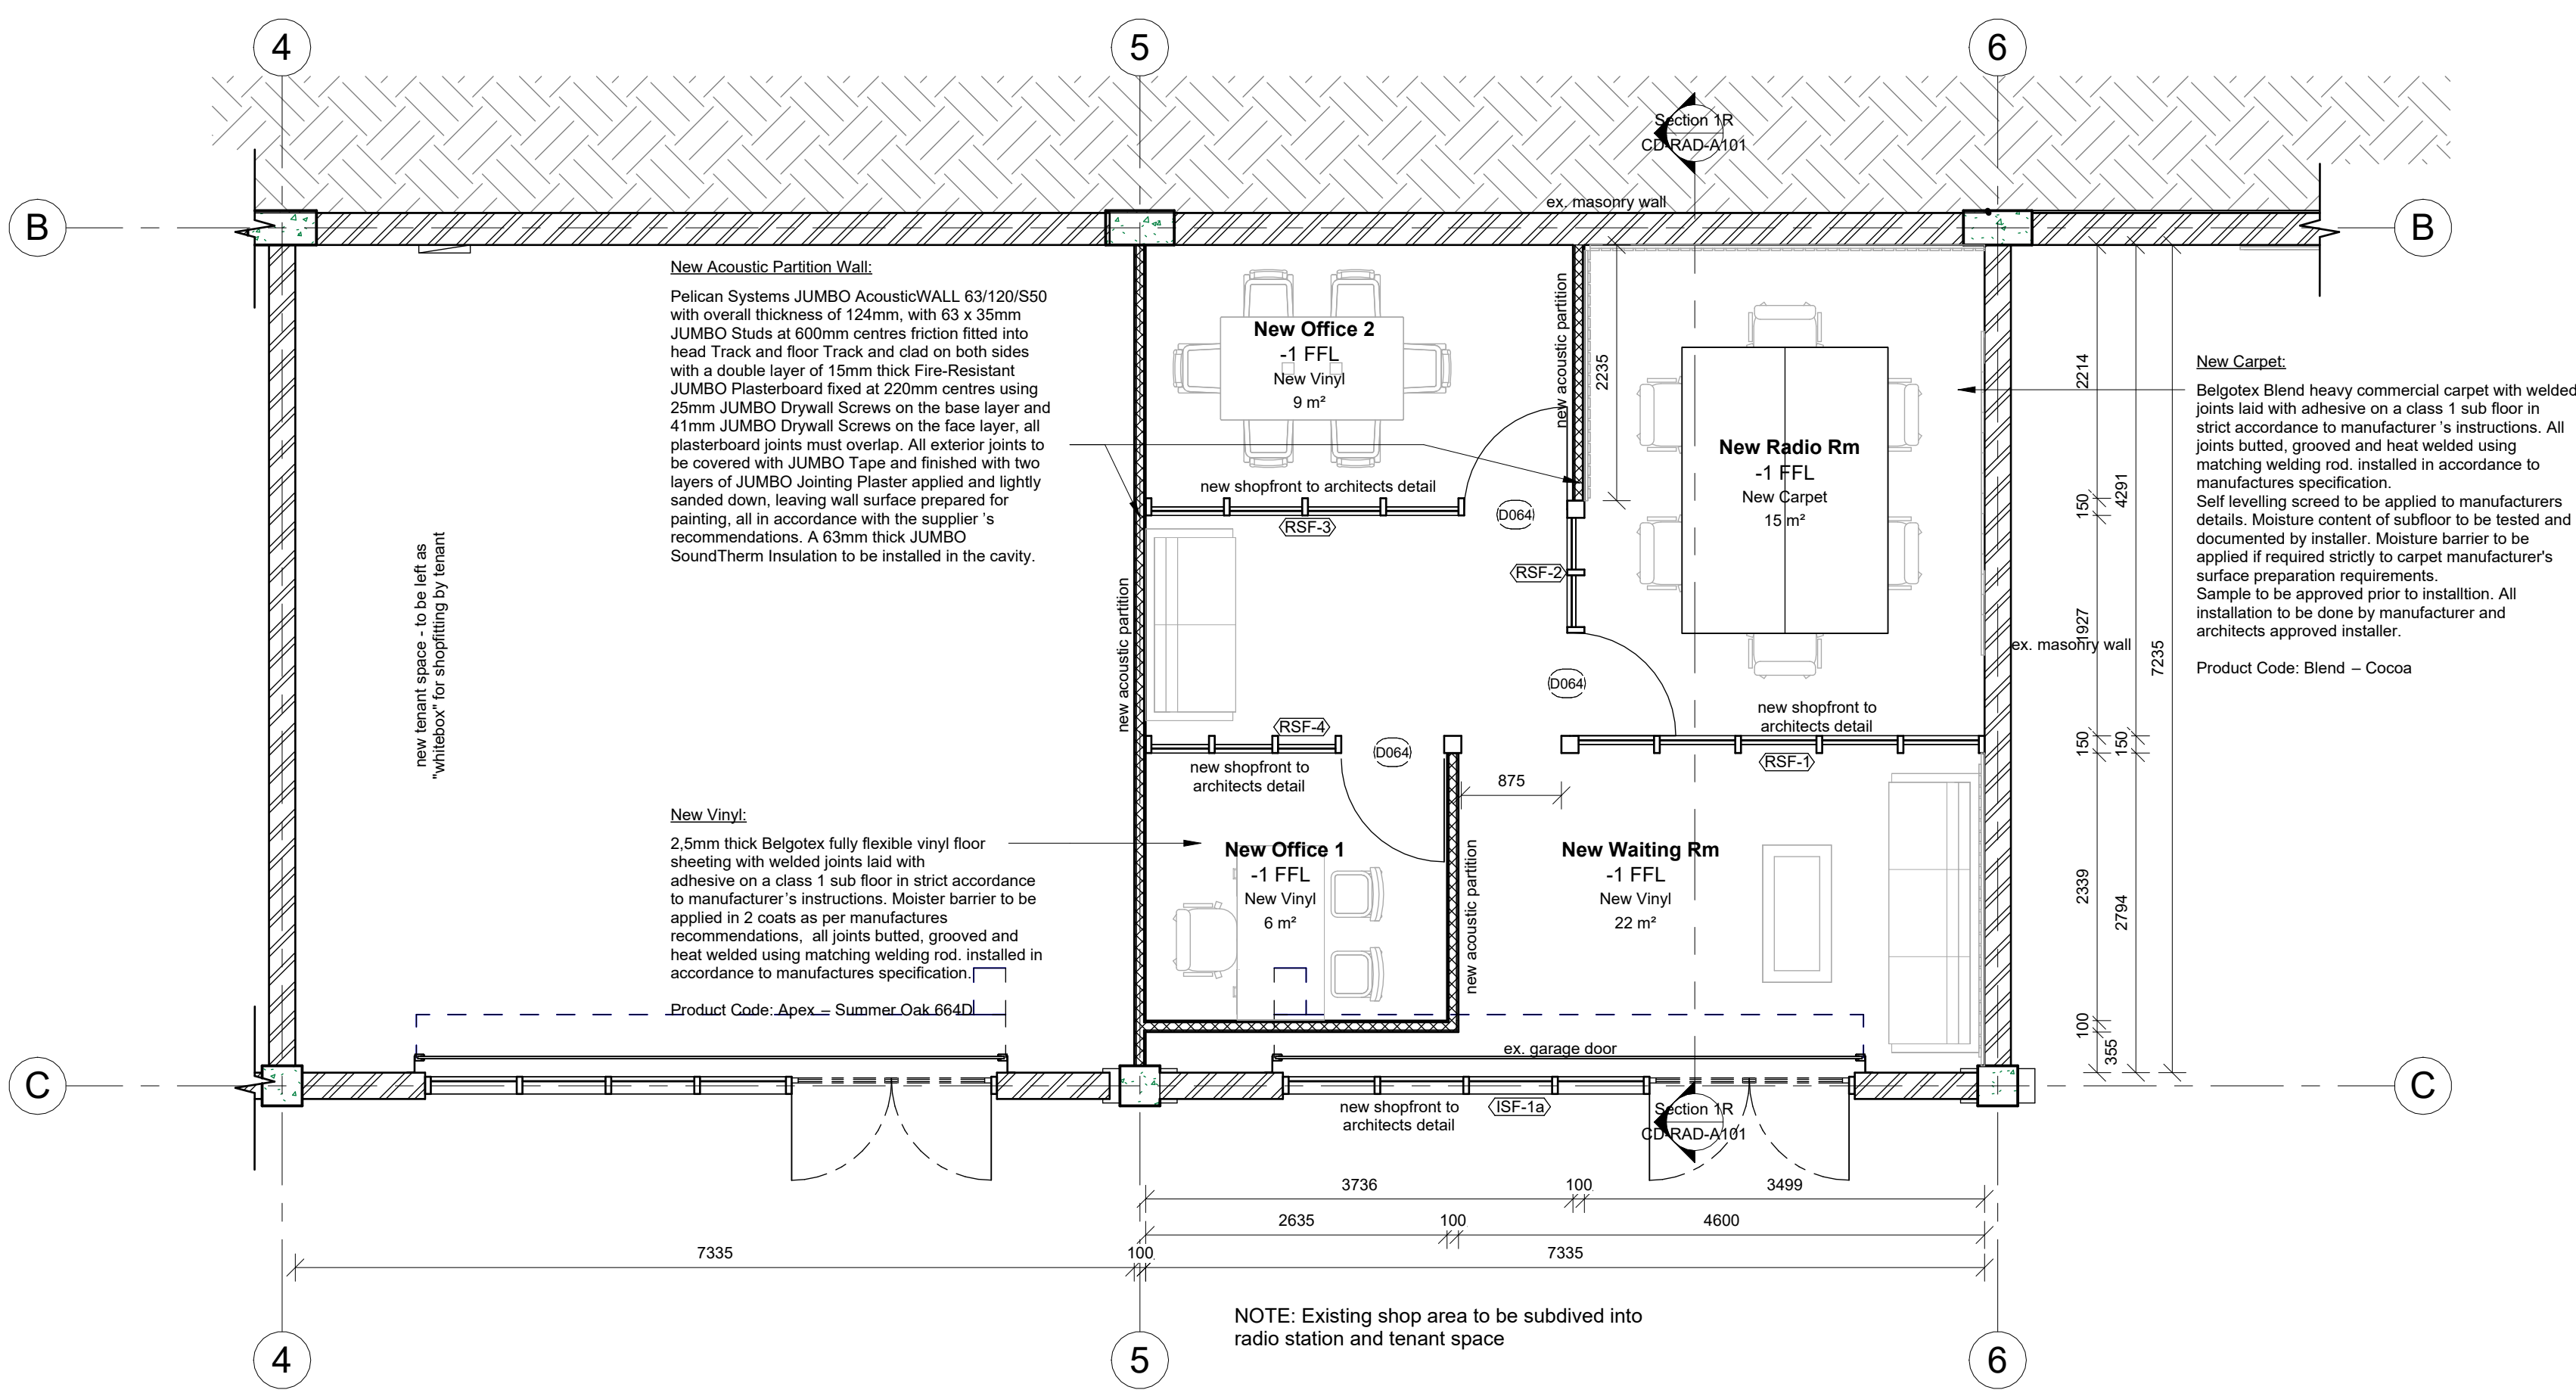 4
5
6
Section 1R
CD-RAD-A101
B
ex. masonry wall
B
New Acoustic Partition Wall:
Pelican Systems JUMBO AcousticWALL 63/120/S50
with overall thickness of 124mm, with 63 x 35mm
JUMBO Studs at 600mm centres friction fitted into
head Track and floor Track and clad on both sides
with a double layer of 15mm thick Fire-Resistant
JUMBO Plasterboard fixed at 220mm centres using
25mm JUMBO Drywall Screws on the base layer and
41mm JUMBO Drywall Screws on the face layer, all
plasterboard joints must overlap. All exterior joints to
be covered with JUMBO Tape and finished with two
layers of JUMBO Jointing Plaster applied and lightly
sanded down, leaving wall surface prepared for
painting, all in accordance with the supplier 's
recommendations. A 63mm thick JUMBO
SoundTherm Insulation to be installed in the cavity.
new tenant space - to be left as
"whitebox" for shopfitting by tenant
new acoustic partition
New Office 2
-1 FFL
New Vinyl
9 m²
new shopfront to architects detail
RSF-3
D064
new acoustic partition
2235
RSF-2
D064
New Radio Rm
-1 FFL
New Carpet
15 m²
new shopfront to
architects detail
RSF-1
2214
150
4291
1927
ex. masonry wall
7235
150
150
2339
2794
100
355
New Carpet:
Belgotex Blend heavy commercial carpet with welded
joints laid with adhesive on a class 1 sub floor in
strict accordance to manufacturer 's instructions. All
joints butted, grooved and heat welded using
matching welding rod. installed in accordance to
manufactures specification.
Self levelling screed to be applied to manufacturers
details. Moisture content of subfloor to be tested and
documented by installer. Moisture barrier to be
applied if required strictly to carpet manufacturer's
surface preparation requirements.
Sample to be approved prior to installtion. All
installation to be done by manufacturer and
architects approved installer.
Product Code: Blend – Cocoa
RSF-4
D064
new shopfront to
architects detail
875
New Vinyl:
2,5mm thick Belgotex fully flexible vinyl floor
sheeting with welded joints laid with
adhesive on a class 1 sub floor in strict accordance
to manufacturer's instructions. Moister barrier to be
applied in 2 coats as per manufactures
recommendations, all joints butted, grooved and
heat welded using matching welding rod. installed in
accordance to manufactures specification.
Product Code: Apex – Summer Oak 664D
New Office 1
-1 FFL
New Vinyl
6 m²
new acoustic partition
New Waiting Rm
-1 FFL
New Vinyl
22 m²
ex. garage door
C
C
new shopfront to
architects detail
ISF-1a
Section 1R
CD-RAD-A101
3736
100
3499
2635
100
4600
7335
100
7335
NOTE: Existing shop area to be subdived into
radio station and tenant space
4
5
6